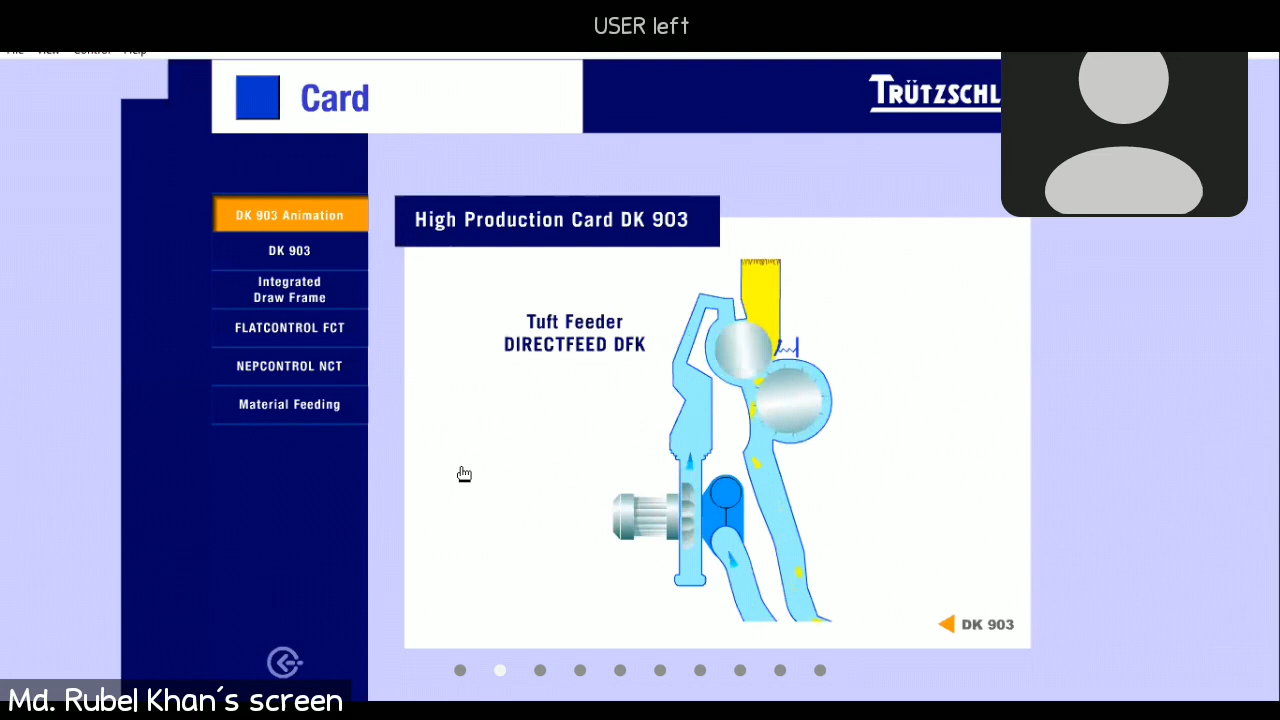 USER left
Card
TRÜTZSCHL
DK 903 Animation
DK 903
Integrated
Draw Frame
FLATCONTROL FCT
NEPCONTROL NCT
Material Feeding
High Production Card DK 903
Tuft Feeder
DIRECTFEED DFK
DK 903
Md. Rubel Khan's screen